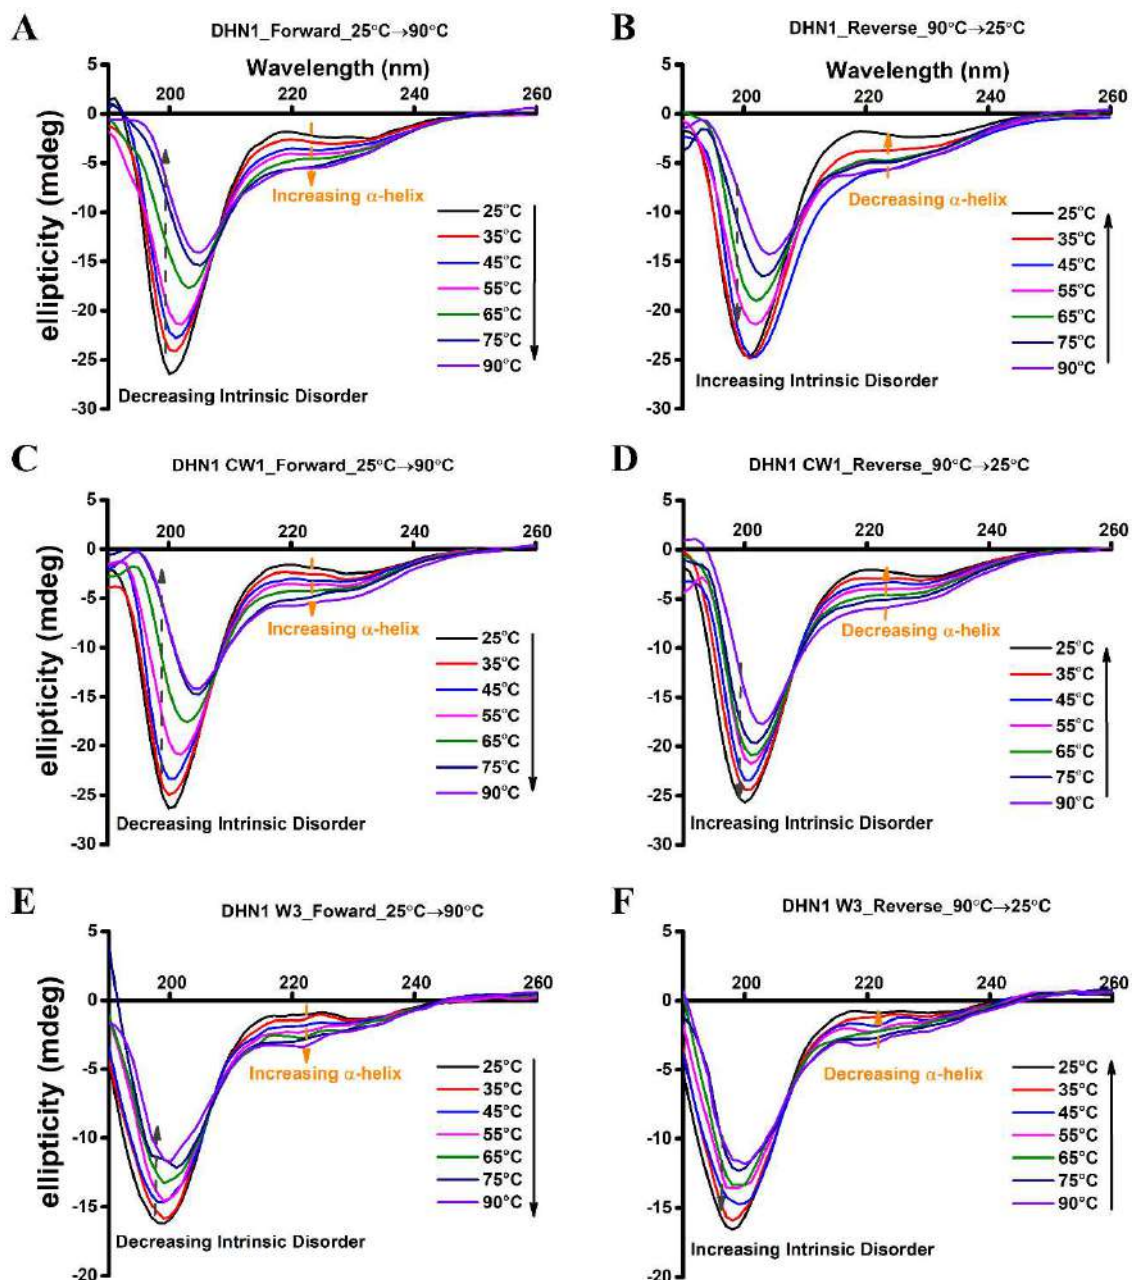 A
DHN1_Forward_25°C→90°C
Wavelength (nm)
5
200
220
240
260
0
-5
-10
-15
-20
-25
-30
ellipticity (mdeg)
Increasing α-helix
25°C
35°C
45°C
55°C
65°C
75°C
90°C
Decreasing Intrinsic Disorder
B
DHN1_Reverse_90°C→25°C
Wavelength (nm)
5
200
220
240
260
0
-5
-10
-15
-20
-25
-30
Decreasing α-helix
25°C
35°C
45°C
55°C
65°C
75°C
90°C
Increasing Intrinsic Disorder
C
DHN1 CW1_Forward_25°C→90°C
5
200
220
240
260
0
-5
-10
-15
-20
-25
-30
ellipticity (mdeg)
Increasing α-helix
25°C
35°C
45°C
55°C
65°C
75°C
90°C
Decreasing Intrinsic Disorder
D
DHN1 CW1_Reverse_90°C→25°C
5
200
220
240
260
0
-5
-10
-15
-20
-25
-30
Decreasing α-helix
25°C
35°C
45°C
55°C
65°C
75°C
90°C
Increasing Intrinsic Disorder
E
DHN1 W3_Foward_25°C→90°C
5
200
220
240
260
0
-5
-10
-15
-20
ellipticity (mdeg)
Increasing α-helix
25°C
35°C
45°C
55°C
65°C
75°C
90°C
Decreasing Intrinsic Disorder
F
DHN1 W3_Reverse_90°C→25°C
5
200
220
240
260
0
-5
-10
-15
-20
Decreasing α-helix
25°C
35°C
45°C
55°C
65°C
75°C
90°C
Increasing Intrinsic Disorder